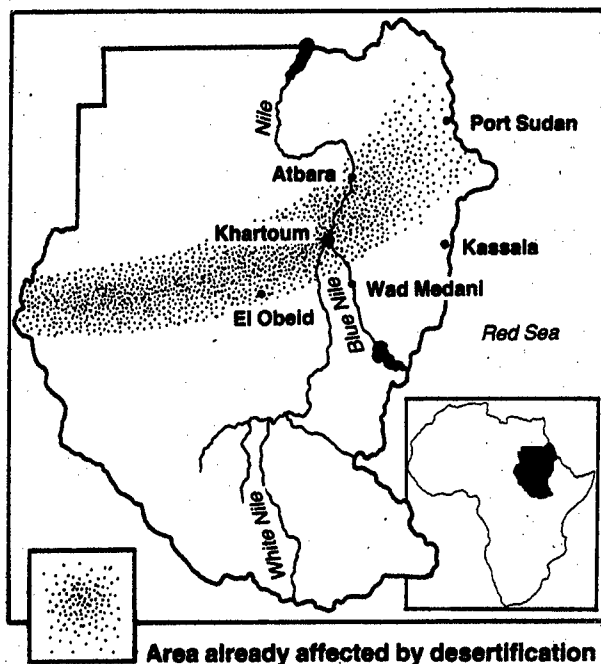 Nile
Port Sudan
Atbara
Khartoum
Kassala
Wad Medani
El Obeid
Blue Nile
Red Sea
White Nile
Area already affected by desertification